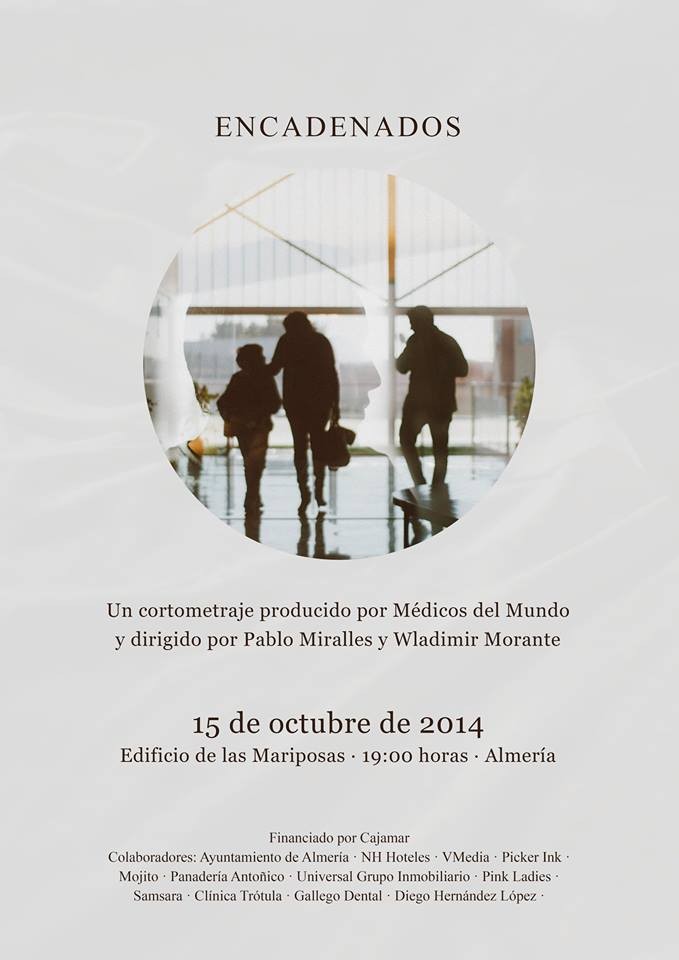 ENCADENADOS
Un cortometraje producido por Médicos del Mundo
y dirigido por Pablo Miralles y Wladimir Morante
15 de octubre de 2014
Edificio de las Mariposas · 19:00 horas · Almería
Financiado por Cajamar
Colaboradores: Ayuntamiento de Almería · NH Hoteles · VMedia · Picker Ink ·
Mojito · Panadería Antoñico · Universal Grupo Inmobiliario · Pink Ladies ·
Samsara · Clínica Trótula · Gallego Dental · Diego Hernández López ·